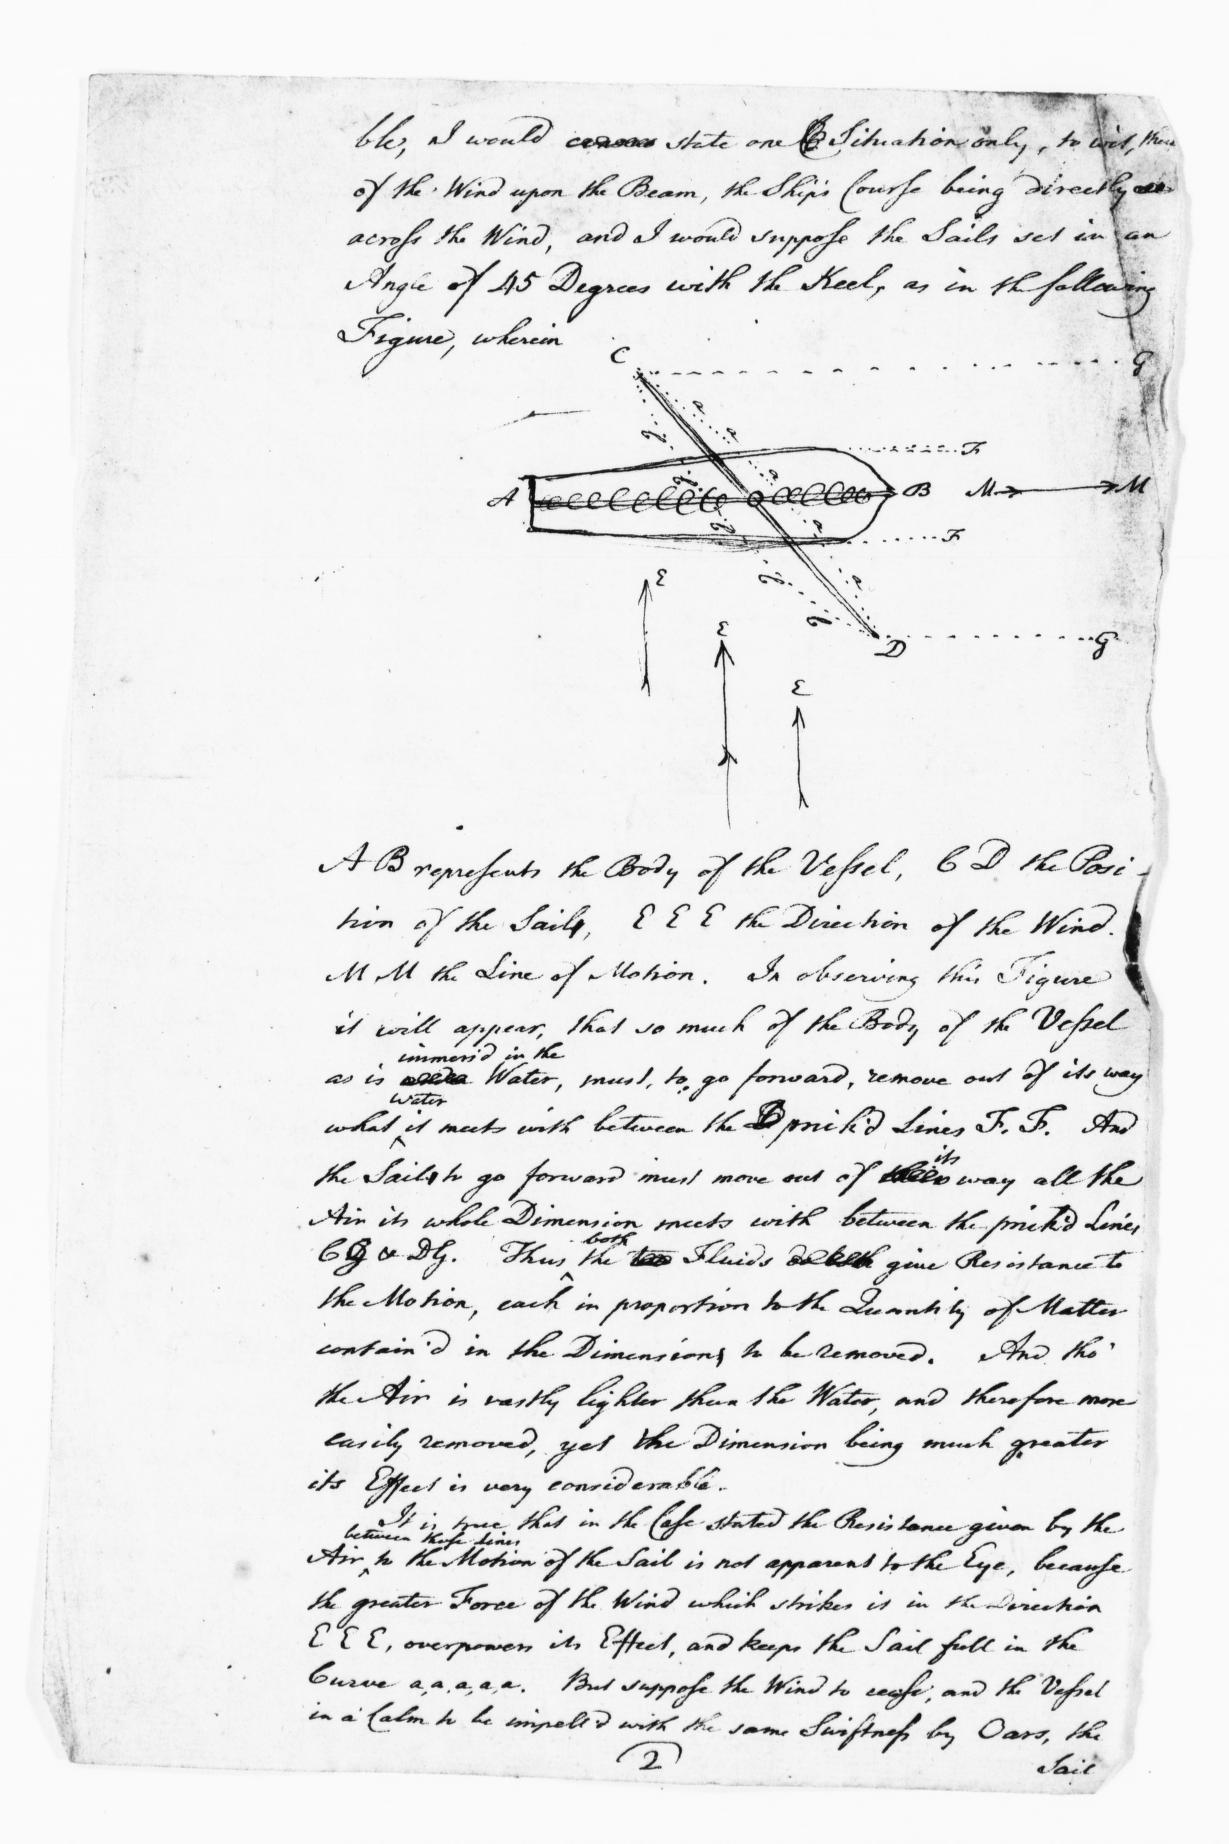 ble, I would state one Situation only, to wit, that
of the Wind upon the Beam, the Ship's Course being directly
across the Wind, and I would suppose the Sails set in an
Angle of 45 Degrees with the Keel, as in the following
Figure, wherein
C G
a
b a
F
b a
A B M M
b a F
b a
E
b
E D G
E
A B represents the Body of the Vessel, C D the Posi-
tion of the Sail, E E E the Direction of the Wind.
M M the Line of Motion. In observing this Figure
it will appear, that so much of the Body of the Vessel
immers'd in the
as is Water, must, to go forward, remove out of its way
water
what it meets with between the prick'd Lines F. F. And
its
the Sail to go forward must move out of way all the
Air its whole Dimension meets with between the prick'd Lines
CG & DG. Thus the Fluids give Resistance to
both
the Motion, each in proportion to the Quantity of Matter
contain'd in the Dimensions to be removed. And tho'
the Air is vastly lighter than the Water, and therefore more
easily removed, yet the Dimension being much greater
its Effect is very considerable.
It is true that in the Case stated the Resistance given by the
between those Lines
Air to the Motion of the Sail is not apparent to the Eye, because
the greater Force of the Wind which strikes it in the Direction
E E E, overpowers its Effect, and keeps the Sail full in the
Curve a, a, a, a, a. But suppose the Wind to cease, and the Vessel
in a Calm to be impell'd with the same Swiftness by Oars, the
2
Sail